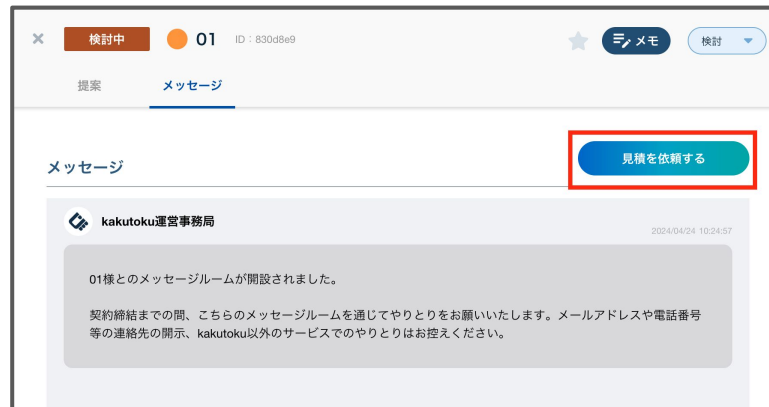 × 検討中 01 ID：830d8e9 メモ 検討
提案 メッセージ
見積を依頼する
メッセージ
kakutoku運営事務局
2024/04/24 10:24:57
01様とのメッセージルームが開設されました。
契約締結までの間、こちらのメッセージルームを通じてやりとりをお願いいたします。メールアドレスや電話番号
等の連絡先の開示、kakutoku以外のサービスでのやりとりはお控えください。